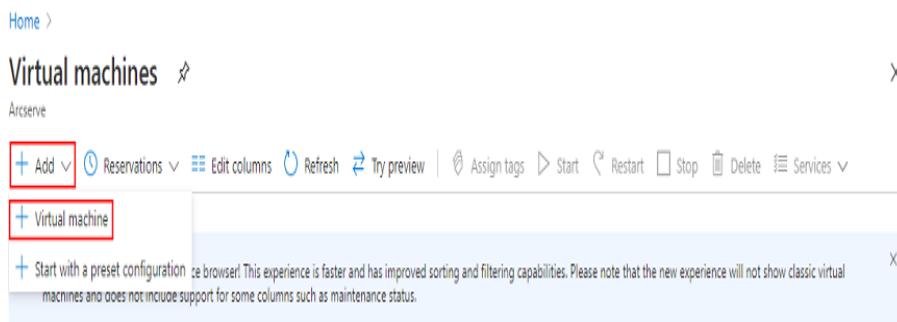 Home >
Virtual machines
Arcserve
+ Add Reservations Edit columns Refresh Try preview Assign tags Start Restart Stop Delete Services
+ Virtual machine
+ Start with a preset configuration
ce browser! This experience is faster and has improved sorting and filtering capabilities. Please note that the new experience will not show classic virtual
machines and does not include support for some columns such as maintenance status.